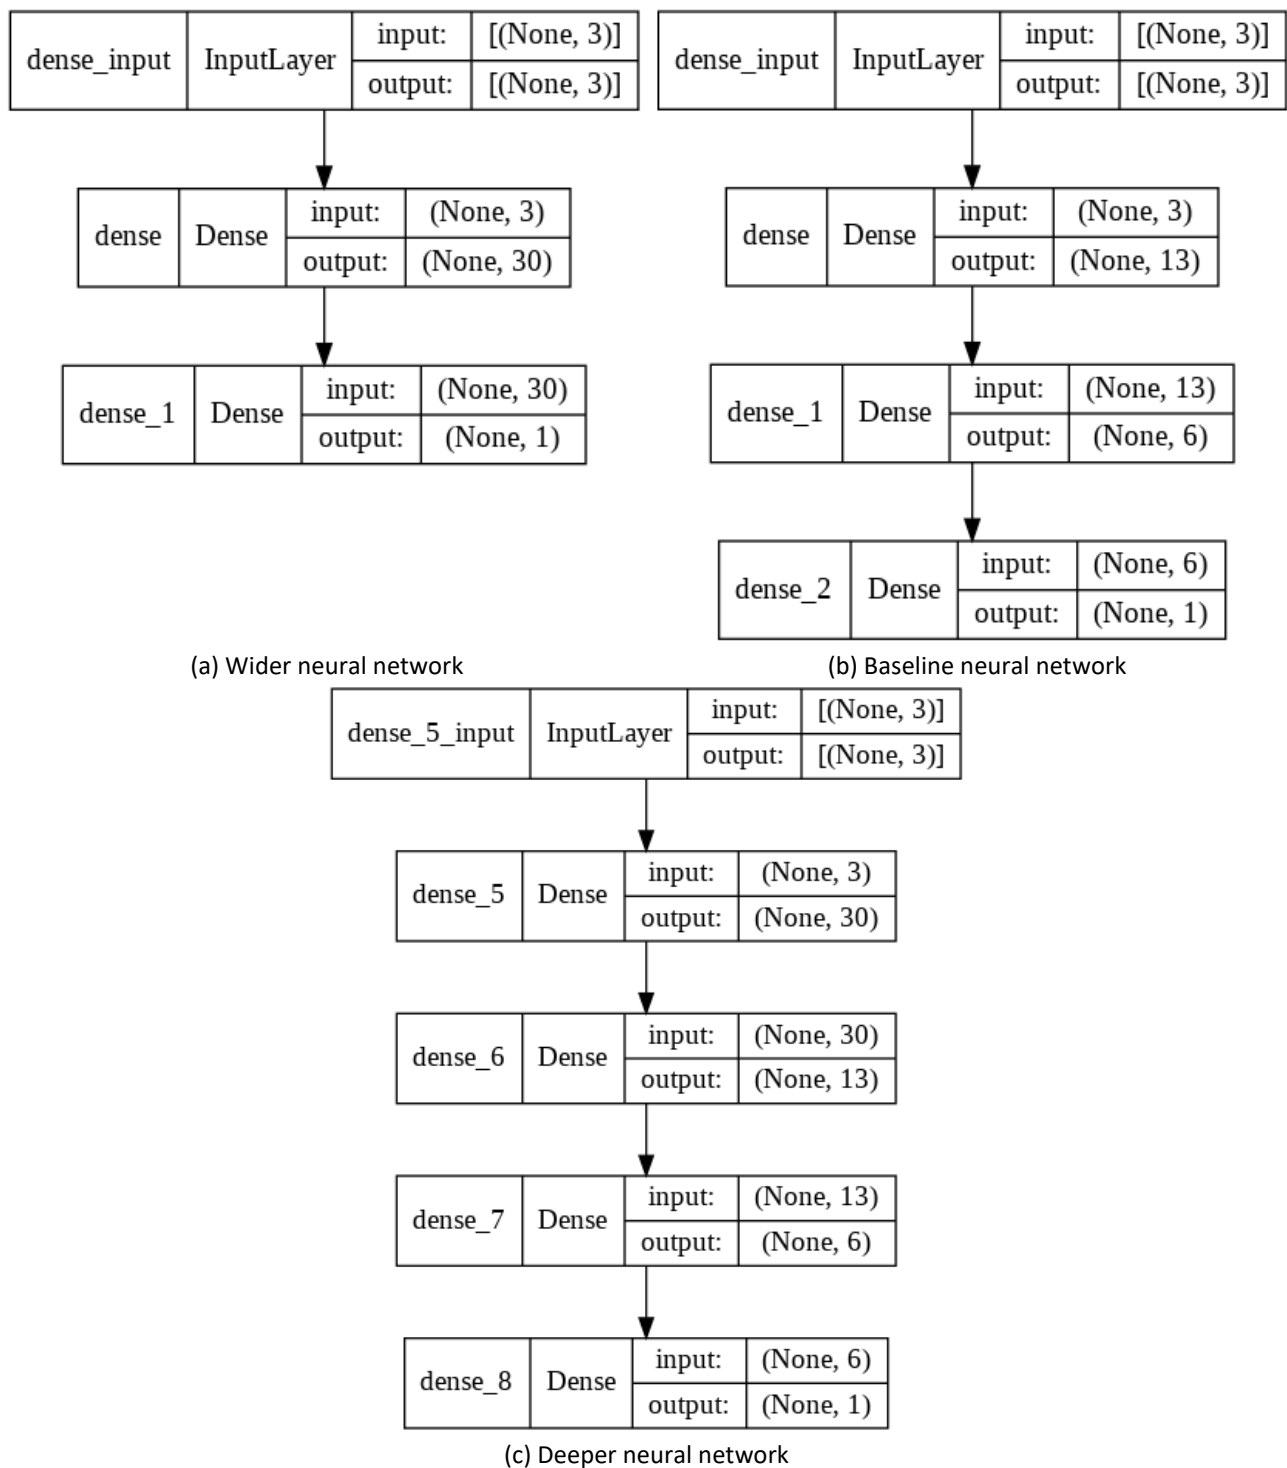 dense_input InputLayer input: [(None, 3)]
output: [(None, 3)]
dense Dense input: (None, 3)
output: (None, 30)
dense_1 Dense input: (None, 30)
output: (None, 1)
(a) Wider neural network
dense_input InputLayer input: [(None, 3)]
output: [(None, 3)]
dense Dense input: (None, 3)
output: (None, 13)
dense_1 Dense input: (None, 13)
output: (None, 6)
dense_2 Dense input: (None, 6)
output: (None, 1)
(b) Baseline neural network
dense_5_input InputLayer input: [(None, 3)]
output: [(None, 3)]
dense_5 Dense input: (None, 3)
output: (None, 30)
dense_6 Dense input: (None, 30)
output: (None, 13)
dense_7 Dense input: (None, 13)
output: (None, 6)
dense_8 Dense input: (None, 6)
output: (None, 1)
(c) Deeper neural network